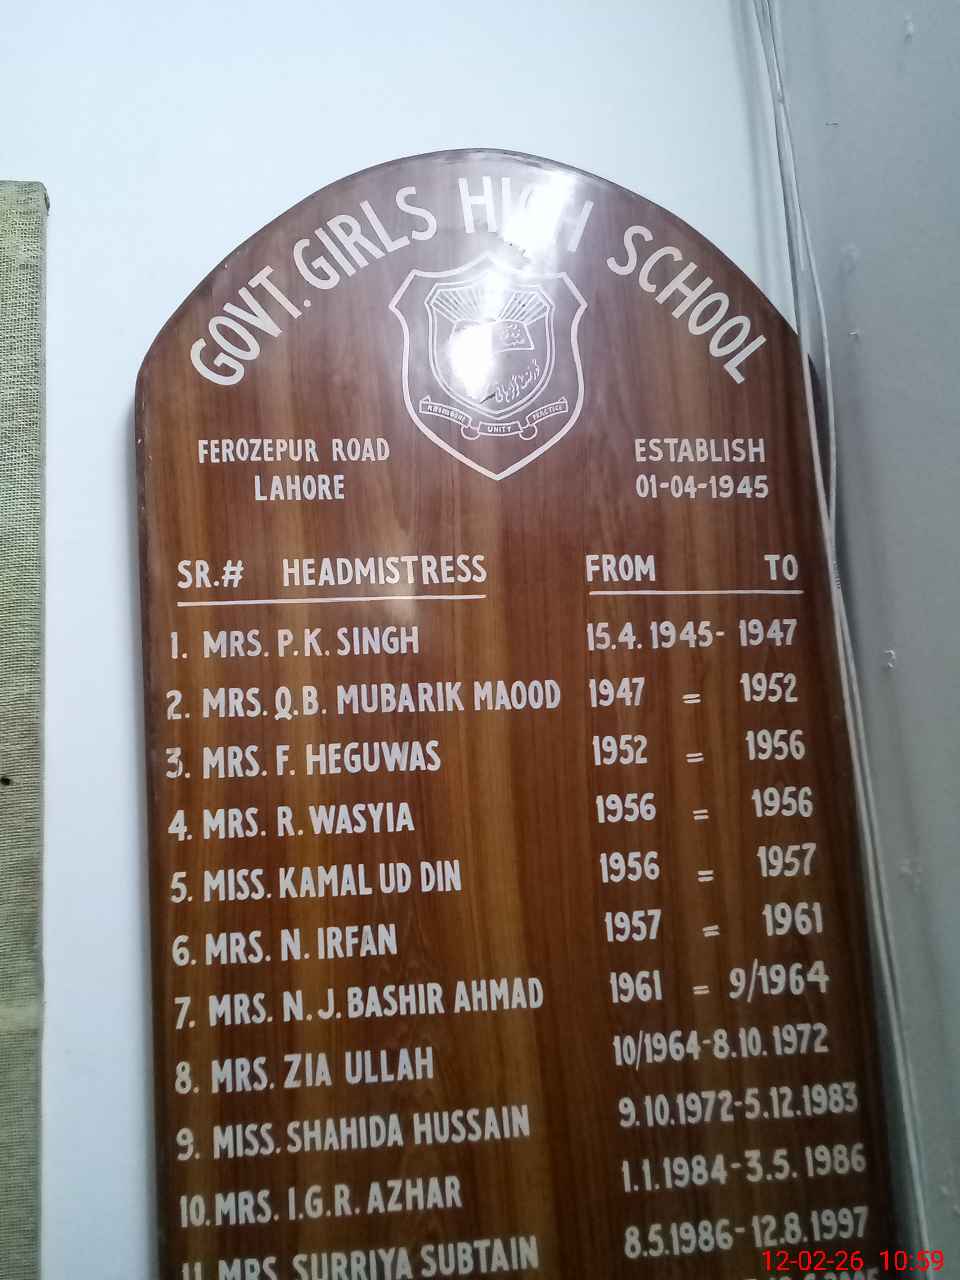 GOVT. GIRLS HIGH SCHOOL
KNOWLEDGE UNITY PRACTICE
FEROZEPUR ROAD
LAHORE
ESTABLISH
01-04-1945
SR.# HEADMISTRESS FROM TO
1. MRS. P.K. SINGH 15.4.1945- 1947
2. MRS. Q.B. MUBARIK MAOOD 1947 = 1952
3. MRS. F. HEGUWAS 1952 = 1956
4. MRS. R. WASYIA 1956 = 1956
5. MISS. KAMAL UD DIN 1956 = 1957
6. MRS. N. IRFAN 1957 = 1961
7. MRS. N.J. BASHIR AHMAD 1961 = 9/1964
8. MRS. ZIA ULLAH 10/1964-8.10.1972
9. MISS. SHAHIDA HUSSAIN 9.10.1972-5.12.1983
10. MRS. I.G.R. AZHAR 1.1.1984-3.5.1986
11. MRS. SURRIYA SUBTAIN 8.5.1986-12.8.1997
12-02-26 10:59